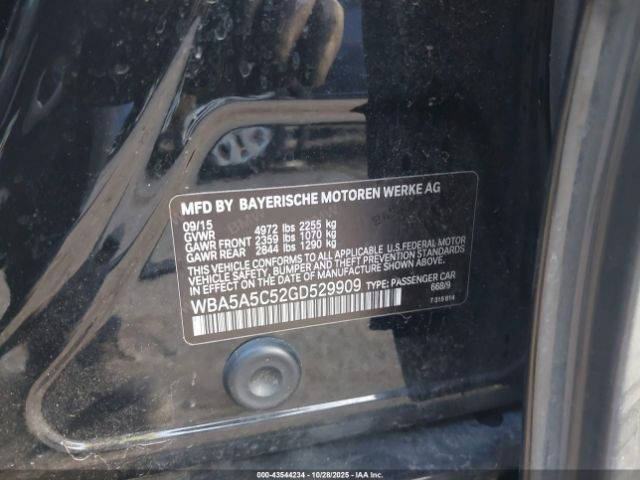 MFD BY BAYERISCHE MOTOREN WERKE AG
09/15
GVWR 4972 lbs 2255 kg
GAWR FRONT 2359 lbs 1070 kg
GAWR REAR 2844 lbs 1290 kg
THIS VEHICLE CONFORMS TO ALL APPLICABLE U.S.FEDERAL MOTOR
VEHICLE SAFETY, BUMPER AND THEFT PREVENTION STANDARDS
IN EFFECT ON THE DATE OF MANUFACTURE SHOWN ABOVE.
WBA5A5C52GD529909 TYPE: PASSENGER CAR
668/9
7 315 814
000-43544234 | 10/28/2025 | IAAI.COM